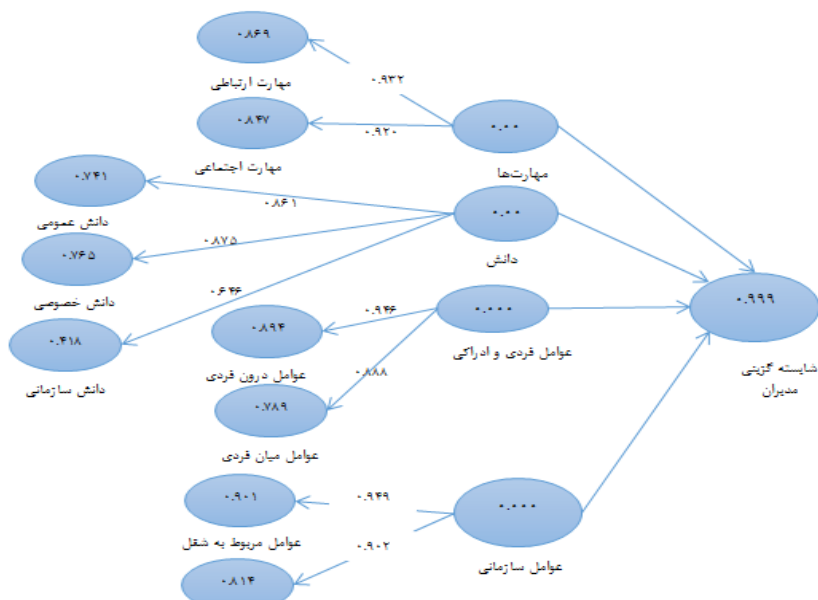 ۰.۸۶۹
مهارت ارتباطی
۰.۹۳۲
۰.۸۴۷
مهارت اجتماعی
۰.۹۲۰
۰.۰۰
مهارت‌ها
۰.۷۴۱
دانش عمومی
۰.۸۶۱
۰.۰۰
دانش
۰.۷۶۵
دانش خصوصی
۰.۸۷۵
۰.۶۴۶
۰.۴۱۸
دانش سازمانی
۰.۸۹۴
عوامل درون فردی
۰.۹۴۶
۰.۰۰۰
عوامل فردی و ادراکی
۰.۸۸۸
۰.۷۸۹
عوامل میان فردی
۰.۹۹۹
شایسته گزینی
مدیران
۰.۹۰۱
عوامل مربوط به شغل
۰.۹۴۹
۰.۰۰۰
عوامل سازمانی
۰.۹۰۲
۰.۸۱۴